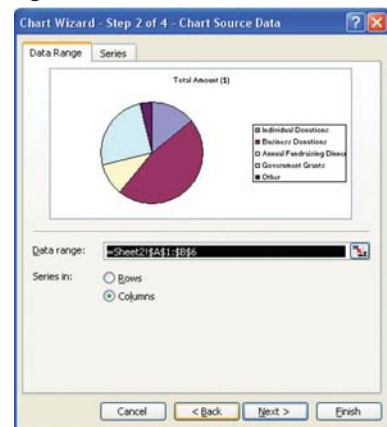 Chart Wizard - Step 2 of 4 - Chart Source Data
Data Range Series
Total Amount ($)
Individual Donations
Business Donations
Annual Fundraising Dinner
Government Grants
Other
Data range: =Sheet2!$A$1:$B$6
Series in: Rows
Columns
Cancel < Back Next > Finish